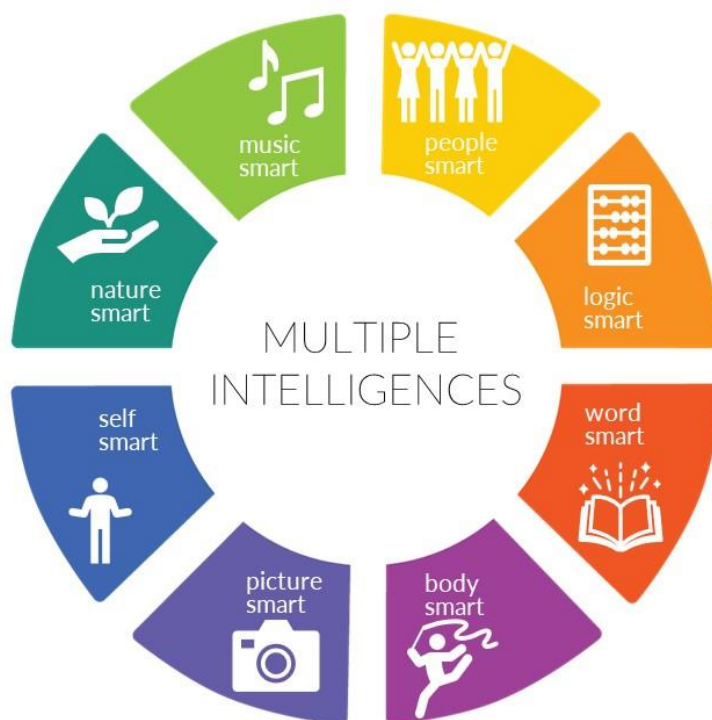 music
smart
people
smart
nature
smart
logic
smart
MULTIPLE
INTELLIGENCES
self
smart
word
smart
picture
smart
body
smart